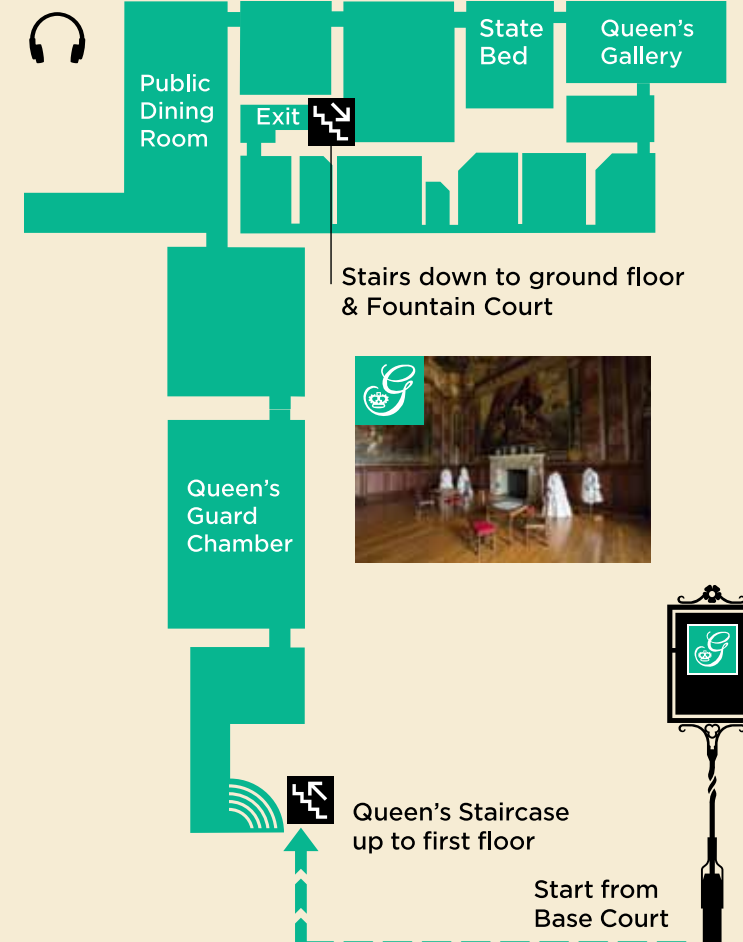 State
Bed
Queen's
Gallery
Public
Dining
Room
Exit
Stairs down to ground floor
& Fountain Court
G
Queen's
Guard
Chamber
G
Queen's Staircase
up to first floor
Start from
Base Court